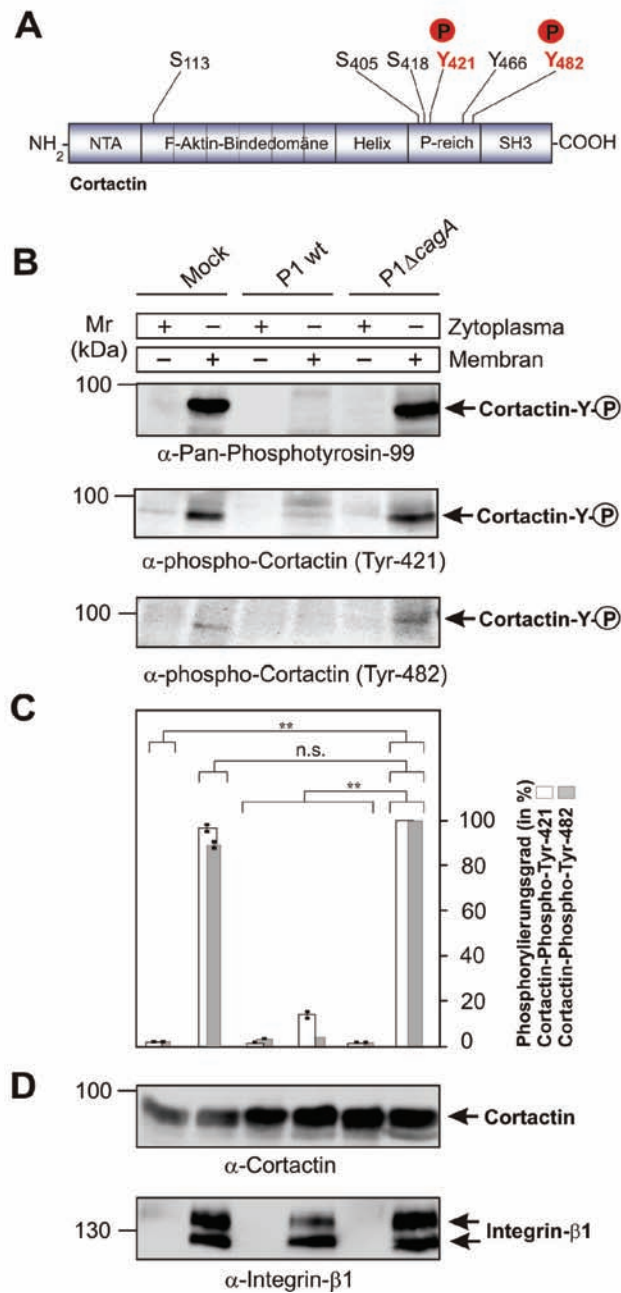 A
P P
S113 S405 S418 Y421 Y466 Y482
NH2 NTA F-Aktin-Bindedomäne Helix P-reich SH3 -COOH
Cortactin
B
Mock P1 wt P1ΔcagA
Mr (kDa)
+ – + – + – Zytoplasma
– + – + – + Membran
100
Cortactin-Y-P
α-Pan-Phosphotyrosin-99
100
Cortactin-Y-P
α-phospho-Cortactin (Tyr-421)
100
Cortactin-Y-P
α-phospho-Cortactin (Tyr-482)
C
**
n.s.
**
100
80
60
40
20
0
Phosphorylierungsgrad (in %)
Cortactin-Phospho-Tyr-421
Cortactin-Phospho-Tyr-482
D
100
Cortactin
α-Cortactin
130
Integrin-β1
α-Integrin-β1